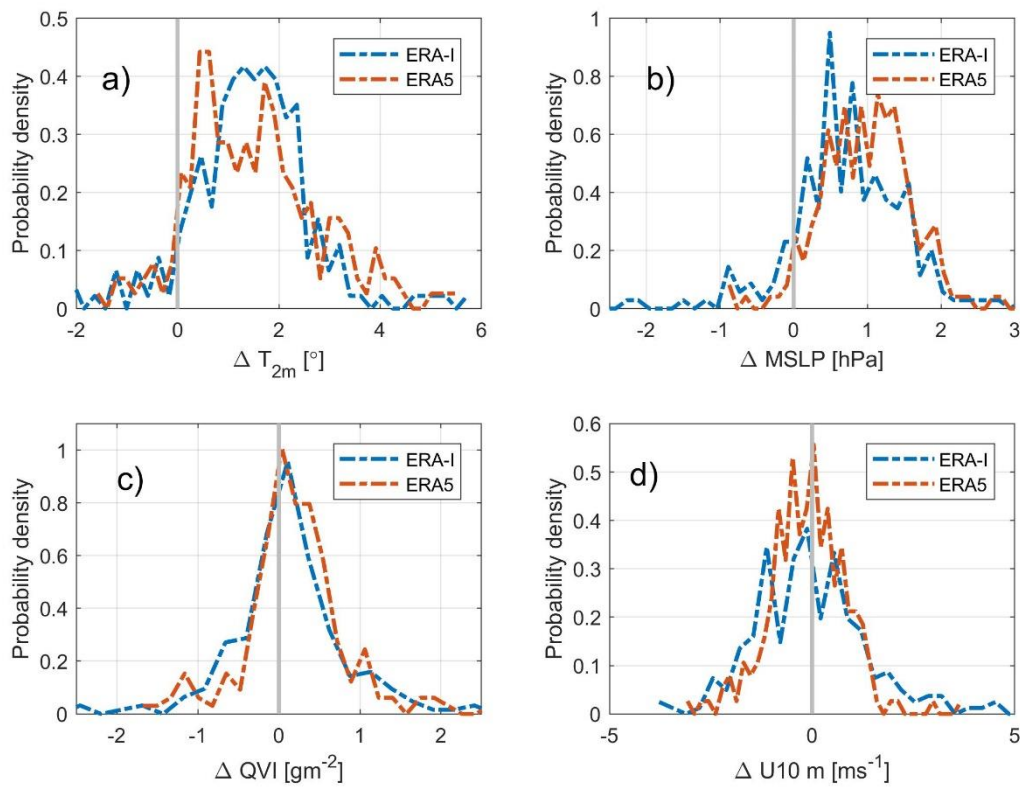 a)
ERA-I
ERA5
Probability density
0.5
0.4
0.3
0.2
0.1
0
-2 0 2 4 6
Δ T2m [°]
b)
ERA-I
ERA5
Probability density
1
0.8
0.6
0.4
0.2
0
-2 -1 0 1 2 3
Δ MSLP [hPa]
c)
ERA-I
ERA5
Probability density
1
0.8
0.6
0.4
0.2
0
-2 -1 0 1 2
Δ QVI [gm-2]
d)
ERA-I
ERA5
Probability density
0.6
0.5
0.4
0.3
0.2
0.1
0
-5 0 5
Δ U10 m [ms-1]